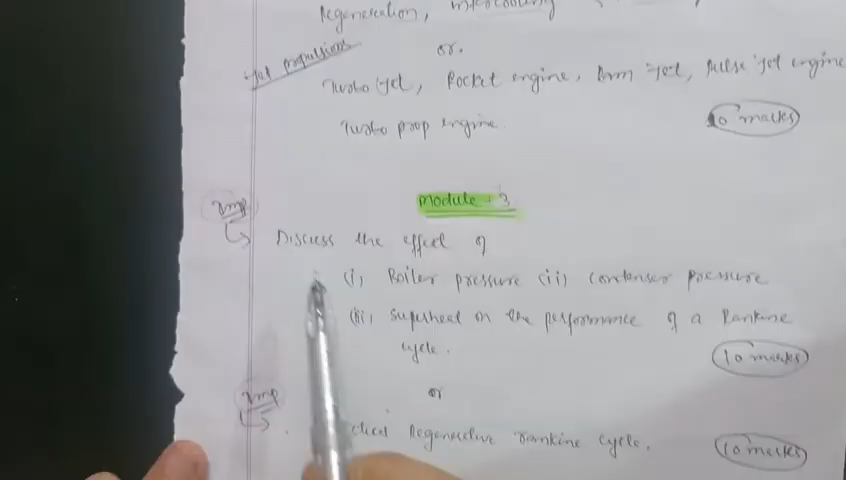 Regeneration, intercooling
or.
Jet propulsions
Turbo jet, Rocket engine, Ram jet, pulse jet engine
Turbo prop engine.
10 marks
Module - 3
Imp
Discuss the effect of
(i) Boiler pressure (ii) Condenser pressure
(iii) Superheat on the performance of a Rankine
cycle.
10 marks
or
Imp
Regenerative Rankine Cycle.
10 marks